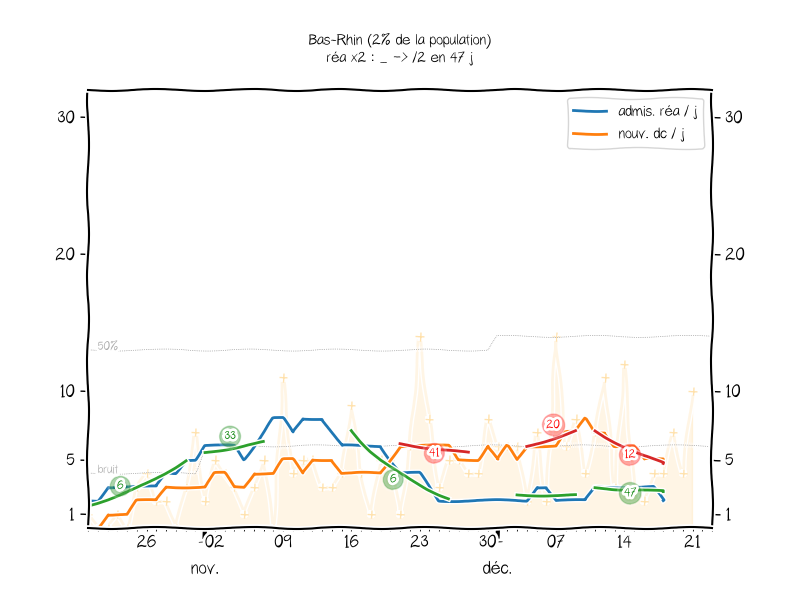 Bas-Rhin (2% de la population)
réa x2 : _ -> /2 en 47 j
admis. réa / j
nouv. dc / j
30 30
20 20
50%
10 10
33
20
41
12
5 5
bruit
6
6
47
1 1
26 02 09 16 23 30 07 14 21
nov. déc.